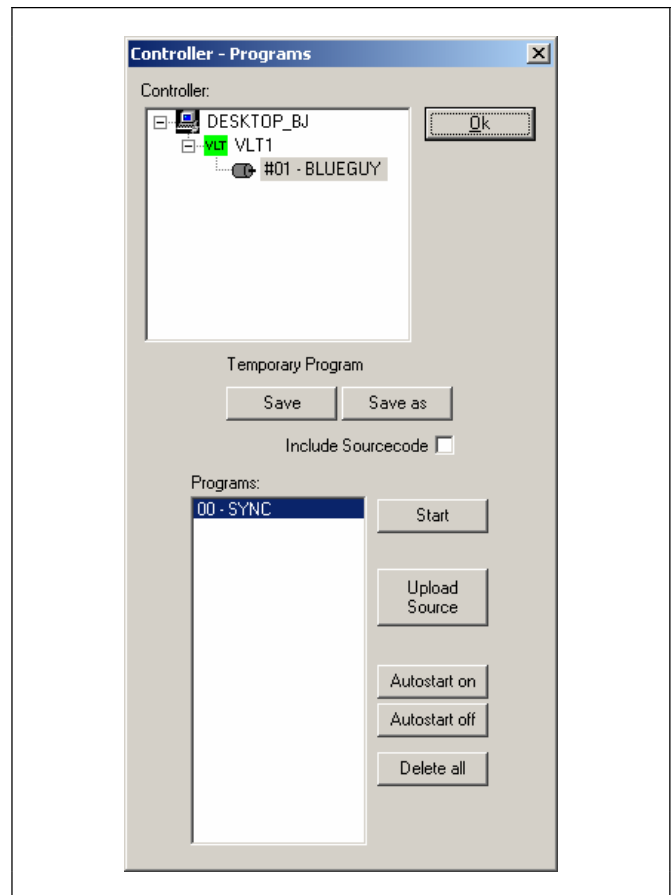 Controller - Programs
Controller:
DESKTOP_BJ
Ok
VLT VLT1
#01 - BLUEGUY
Temporary Program
Save
Save as
Include Sourcecode
Programs:
00 - SYNC
Start
Upload
Source
Autostart on
Autostart off
Delete all